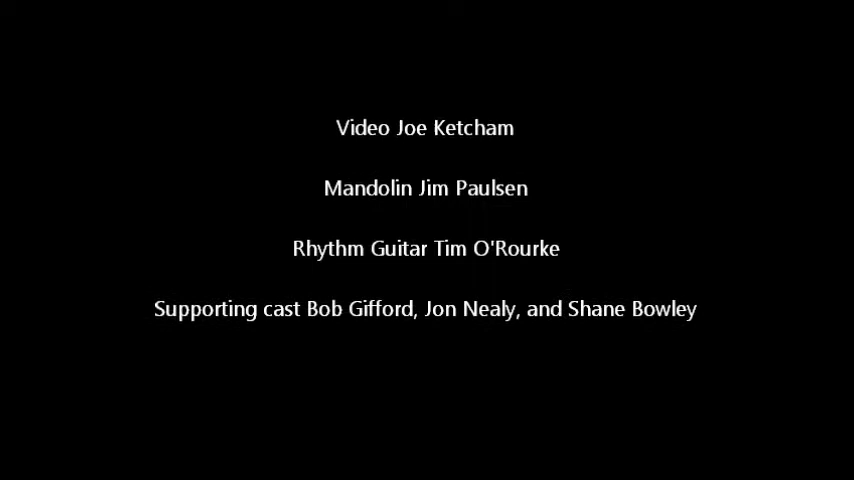 Video Joe Ketcham
Mandolin Jim Paulsen
Rhythm Guitar Tim O'Rourke
Supporting cast Bob Gifford, Jon Nealy, and Shane Bowley